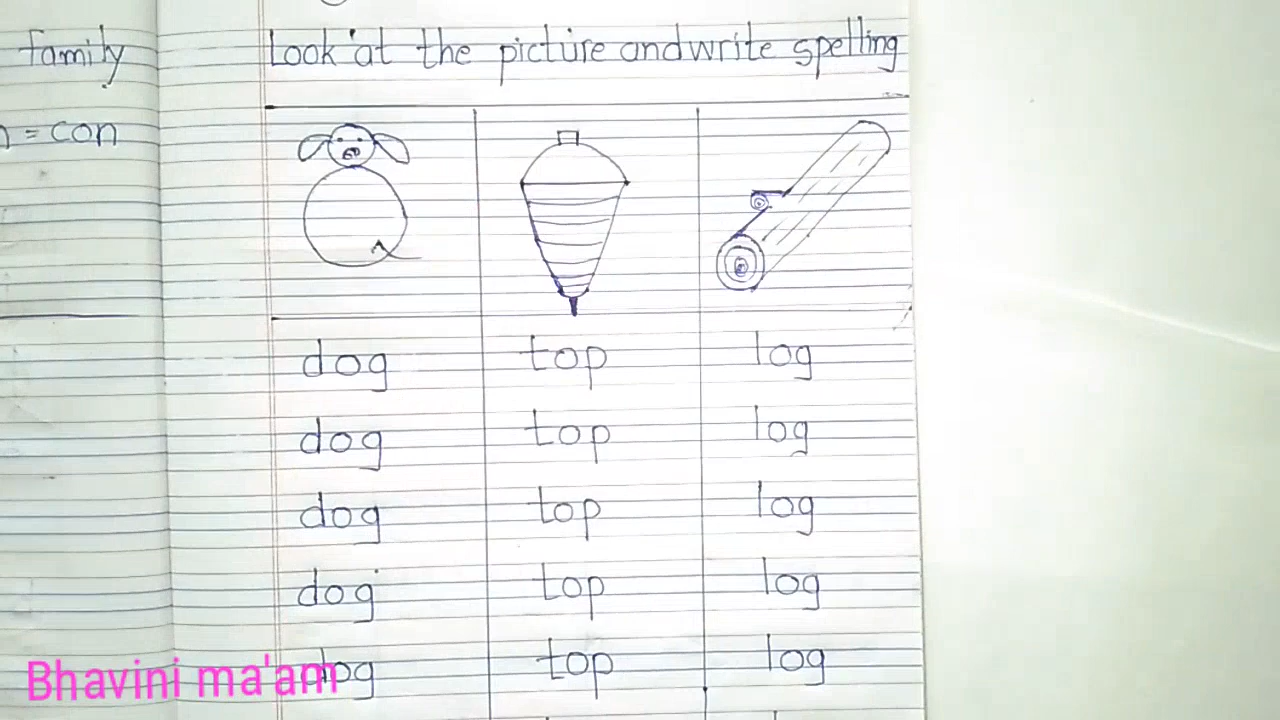 family
= con
Look at the picture and write spelling
dog top log
dog top log
dog top log
dog top log
dog top log
Bhavini ma'am